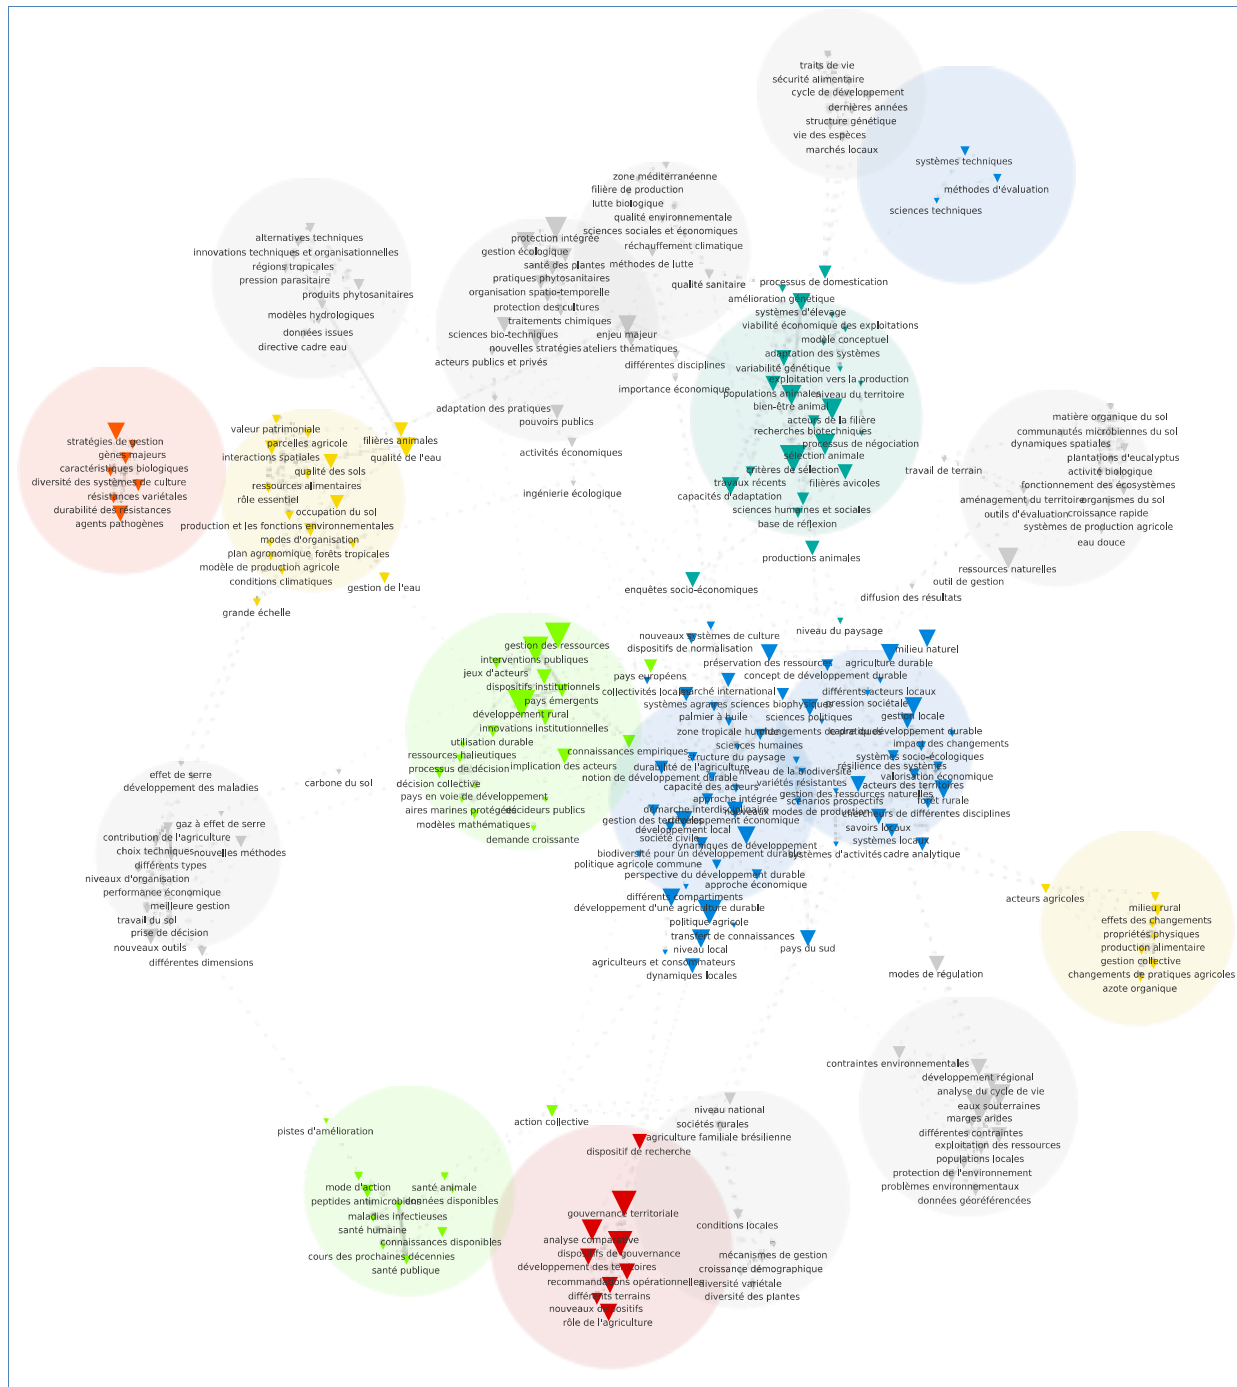 traits de vie
sécurité alimentaire
cycle de développement
dernières années
structure génétique
vie des espèces
marchés locaux
systèmes techniques
méthodes d'évaluation
sciences techniques
zone méditerranéenne
filière de production
lutte biologique
qualité environnementale
sciences sociales et économiques
réchauffement climatique
méthodes de lutte
qualité sanitaire
alternatives techniques
innovations techniques et organisationnelles
régions tropicales
pression parasitaire
produits phytosanitaires
modèles hydrologiques
données issues
directive cadre eau
protection intégrée
gestion écologique
santé des plantes
pratiques phytosanitaires
organisation spatio-temporelle
protection des cultures
traitements chimiques
sciences bio-techniques
nouvelles stratégies
acteurs publics et privés
enjeu majeur
ateliers thématiques
différentes disciplines
importance économique
adaptation des pratiques
pouvoirs publics
activités économiques
ingénierie écologique
processus de domestication
amélioration génétique
systèmes d'élevage
viabilité économique des exploitations
modèle conceptuel
adaptation des systèmes
variabilité génétique
exploitation vers la production
populations animales
niveau du territoire
bien-être animal
acteurs de la filière
recherches biotechniques
processus de négociation
sélection animale
critères de sélection
travaux récents
filières avicoles
capacités d'adaptation
sciences humaines et sociales
base de réflexion
productions animales
enquêtes socio-économiques
niveau du paysage
matière organique du sol
communautés microbiennes du sol
dynamiques spatiales
plantations d'eucalyptus
travail de terrain
activité biologique
fonctionnement des écosystèmes
aménagement du territoire
organismes du sol
outils d'évaluation
croissance rapide
systèmes de production agricole
eau douce
ressources naturelles
outil de gestion
diffusion des résultats
stratégies de gestion
gènes majeurs
caractéristiques biologiques
diversité des systèmes de culture
résistances variétales
durabilité des résistances
agents pathogènes
valeur patrimoniale
parcelles agricole
interactions spatiales
qualité des sols
ressources alimentaires
rôle essentiel
occupation du sol
production et les fonctions environnementales
modes d'organisation
plan agronomique
forêts tropicales
modèle de production agricole
conditions climatiques
filières animales
qualité de l'eau
gestion de l'eau
grande échelle
gestion des ressources
interventions publiques
jeux d'acteurs
dispositifs institutionnels
pays émergents
développement rural
innovations institutionnelles
utilisation durable
connaissances empiriques
ressources halieutiques
implication des acteurs
processus de décision
décision collective
pays en voie de développement
aires marines protégées
décideurs publics
modèles mathématiques
demande croissante
nouveaux systèmes de culture
dispositifs de normalisation
préservation des ressources
pays européens
concept de développement durable
collectivités locales
marché international
systèmes agraires
sciences biophysiques
palmier à huile
sciences politiques
zone tropicale humide
changements de pratiques
sciences humaines
structure du paysage
durabilité de l'agriculture
niveau de la biodiversité
notion de développement durable
variétés résistantes
capacité des acteurs
gestion des ressources naturelles
approche intégrée
scénarios prospectifs
démarche interdisciplinaire
nouveaux modes de production
développement économique
développement local
société civile
dynamiques de développement
biodiversité pour un développement durable
systèmes d'activités
politique agricole commune
perspective du développement durable
approche économique
différents compartiments
développement d'une agriculture durable
politique agricole
transfert de connaissances
niveau local
agriculteurs et consommateurs
dynamiques locales
pays du sud
milieu naturel
agriculture durable
différents acteurs locaux
pression sociétale
gestion locale
cadre du développement durable
impact des changements
systèmes socio-écologiques
résilience des systèmes
valorisation économique
acteurs des territoires
forêt rurale
chercheurs de différentes disciplines
savoirs locaux
systèmes locaux
cadre analytique
effet de serre
développement des maladies
carbone du sol
gaz à effet de serre
contribution de l'agriculture
choix techniques
nouvelles méthodes
différents types
niveaux d'organisation
performance économique
meilleure gestion
travail du sol
prise de décision
nouveaux outils
différentes dimensions
acteurs agricoles
milieu rural
effets des changements
propriétés physiques
production alimentaire
gestion collective
changements de pratiques agricoles
azote organique
modes de régulation
contraintes environnementales
développement régional
analyse du cycle de vie
eaux souterraines
marges arides
différentes contraintes
exploitation des ressources
populations locales
protection de l'environnement
problèmes environnementaux
données géoréférencées
pistes d'amélioration
action collective
mode d'action
santé animale
peptides antimicrobiens
données disponibles
maladies infectieuses
santé humaine
connaissances disponibles
cours des prochaines décennies
santé publique
niveau national
sociétés rurales
agriculture familiale brésilienne
dispositif de recherche
gouvernance territoriale
conditions locales
analyse comparative
dispositifs de gouvernance
développement des territoires
recommandations opérationnelles
différents terrains
nouveaux dispositifs
rôle de l'agriculture
mécanismes de gestion
croissance démographique
diversité variétale
diversité des plantes